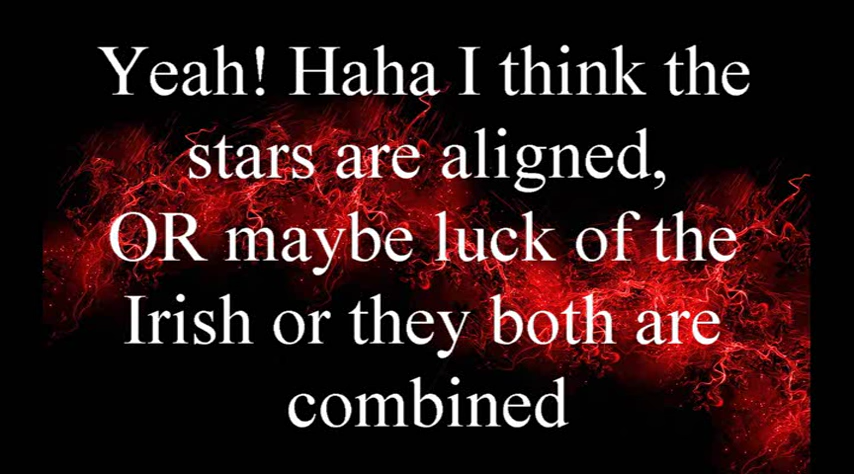 Yeah! Haha I think the
stars are aligned,
OR maybe luck of the
Irish or they both are
combined